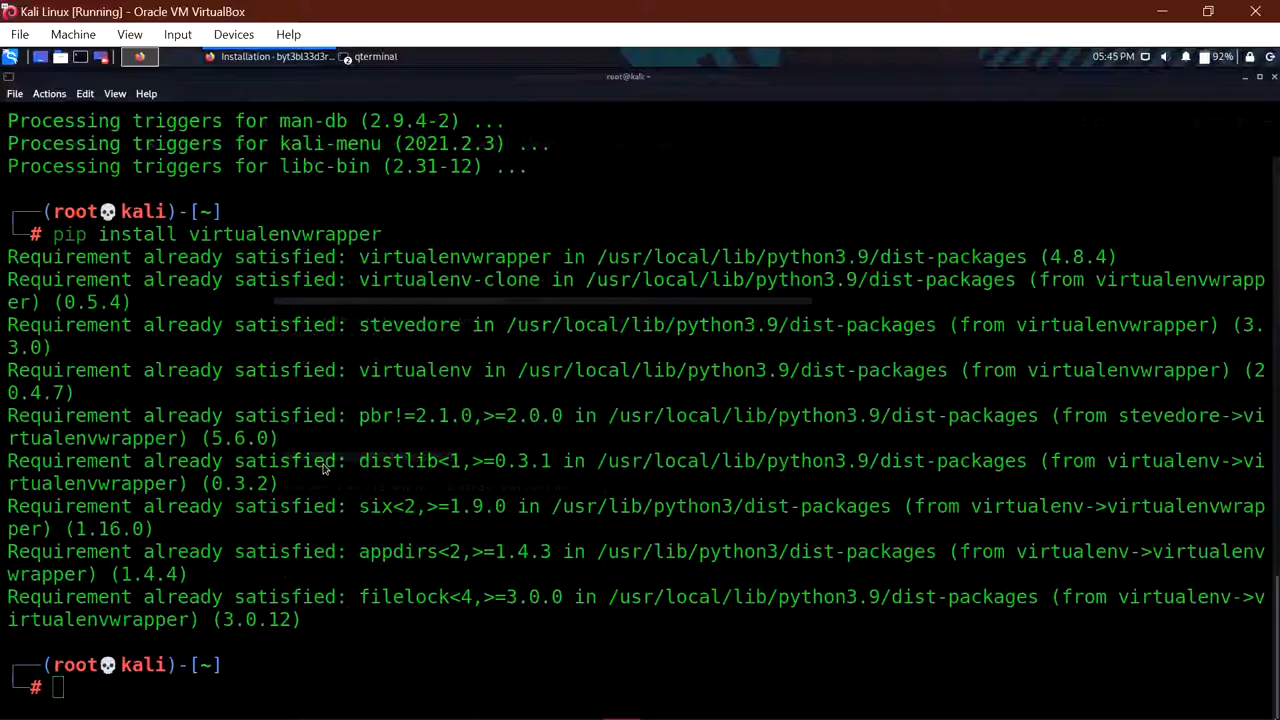 Kali Linux [Running] - Oracle VM VirtualBox
File Machine View Input Devices Help
Installation - byt3bl33d3r... qterminal 05:45 PM 92%
root@kali: ~
File Actions Edit View Help
Processing triggers for man-db (2.9.4-2) ...
Processing triggers for kali-menu (2021.2.3) ...
Processing triggers for libc-bin (2.31-12) ...
(root💀kali)-[~]
# pip install virtualenvwrapper
Requirement already satisfied: virtualenvwrapper in /usr/local/lib/python3.9/dist-packages (4.8.4)
Requirement already satisfied: virtualenv-clone in /usr/local/lib/python3.9/dist-packages (from virtualenvwrapp
er) (0.5.4)
Requirement already satisfied: stevedore in /usr/local/lib/python3.9/dist-packages (from virtualenvwrapper) (3.
3.0)
Requirement already satisfied: virtualenv in /usr/local/lib/python3.9/dist-packages (from virtualenvwrapper) (2
0.4.7)
Requirement already satisfied: pbr!=2.1.0,>=2.0.0 in /usr/local/lib/python3.9/dist-packages (from stevedore->vi
rtualenvwrapper) (5.6.0)
Requirement already satisfied: distlib<1,>=0.3.1 in /usr/local/lib/python3.9/dist-packages (from virtualenv->vi
rtualenvwrapper) (0.3.2)
Requirement already satisfied: six<2,>=1.9.0 in /usr/lib/python3/dist-packages (from virtualenv->virtualenvwrap
per) (1.16.0)
Requirement already satisfied: appdirs<2,>=1.4.3 in /usr/lib/python3/dist-packages (from virtualenv->virtualenv
wrapper) (1.4.4)
Requirement already satisfied: filelock<4,>=3.0.0 in /usr/local/lib/python3.9/dist-packages (from virtualenv->v
irtualenvwrapper) (3.0.12)
(root💀kali)-[~]
#